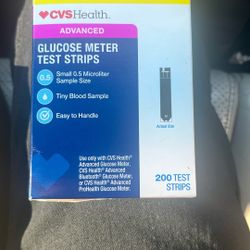 CVSHealth.
ADVANCED
GLUCOSE METER
TEST STRIPS
0.5
Small 0.5 Microliter
Sample Size
Tiny Blood Sample
Easy to Handle
Actual Size
Use only with CVS Health®
Advanced Glucose Meter,
CVS Health® Advanced
Bluetooth® Glucose Meter,
or CVS Health® Advanced
ProHealth Glucose Meter.
200 TEST
STRIPS